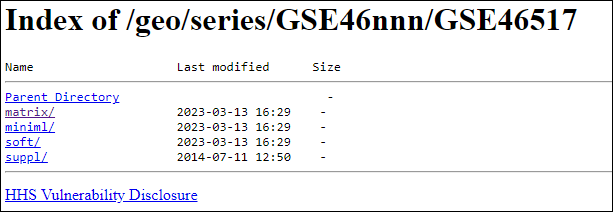 Index of /geo/series/GSE46nnn/GSE46517
Name Last modified Size
Parent Directory -
matrix/ 2023-03-13 16:29 -
miniml/ 2023-03-13 16:29 -
soft/ 2023-03-13 16:29 -
suppl/ 2014-07-11 12:50 -
HHS Vulnerability Disclosure